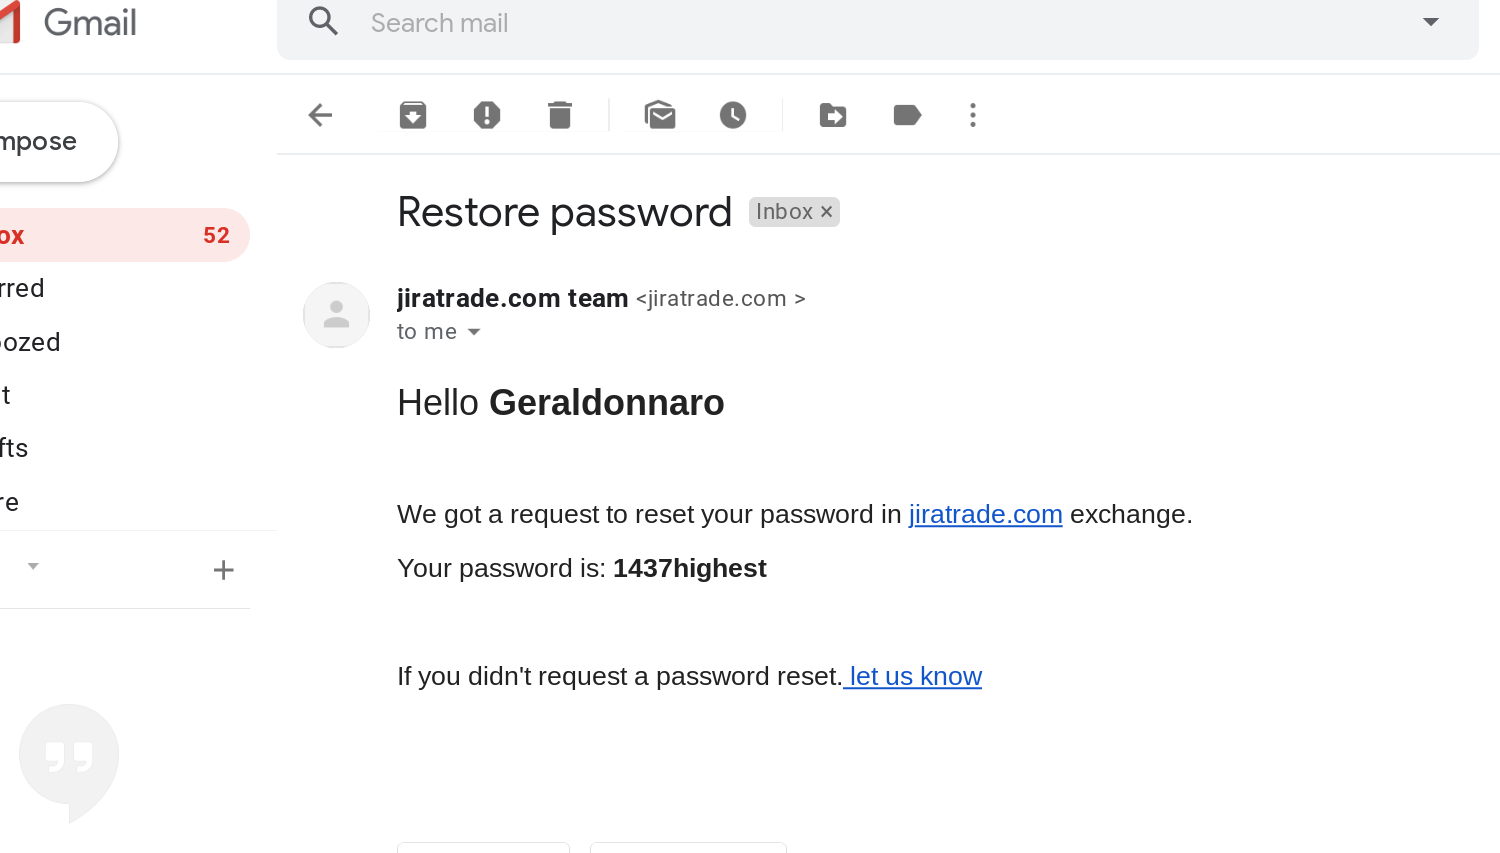 Gmail
Search mail
mpose
ox 52
rred
oozed
t
fts
re
Restore password Inbox ×
jiratrade.com team <jiratrade.com >
to me
Hello Geraldonnaro
We got a request to reset your password in jiratrade.com exchange.
Your password is: 1437highest
If you didn't request a password reset. let us know